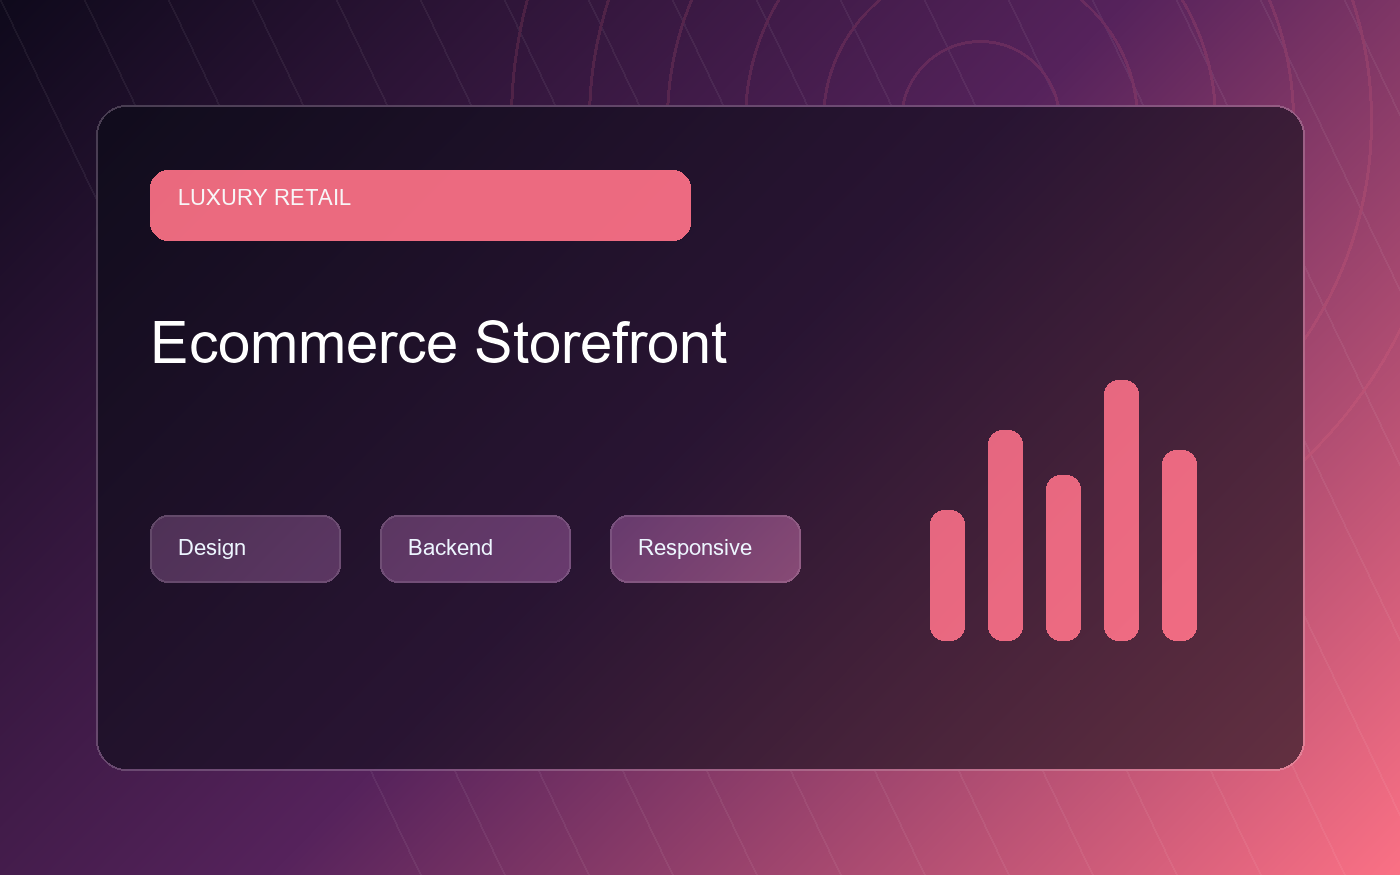 LUXURY RETAIL
Ecommerce Storefront
Design
Backend
Responsive